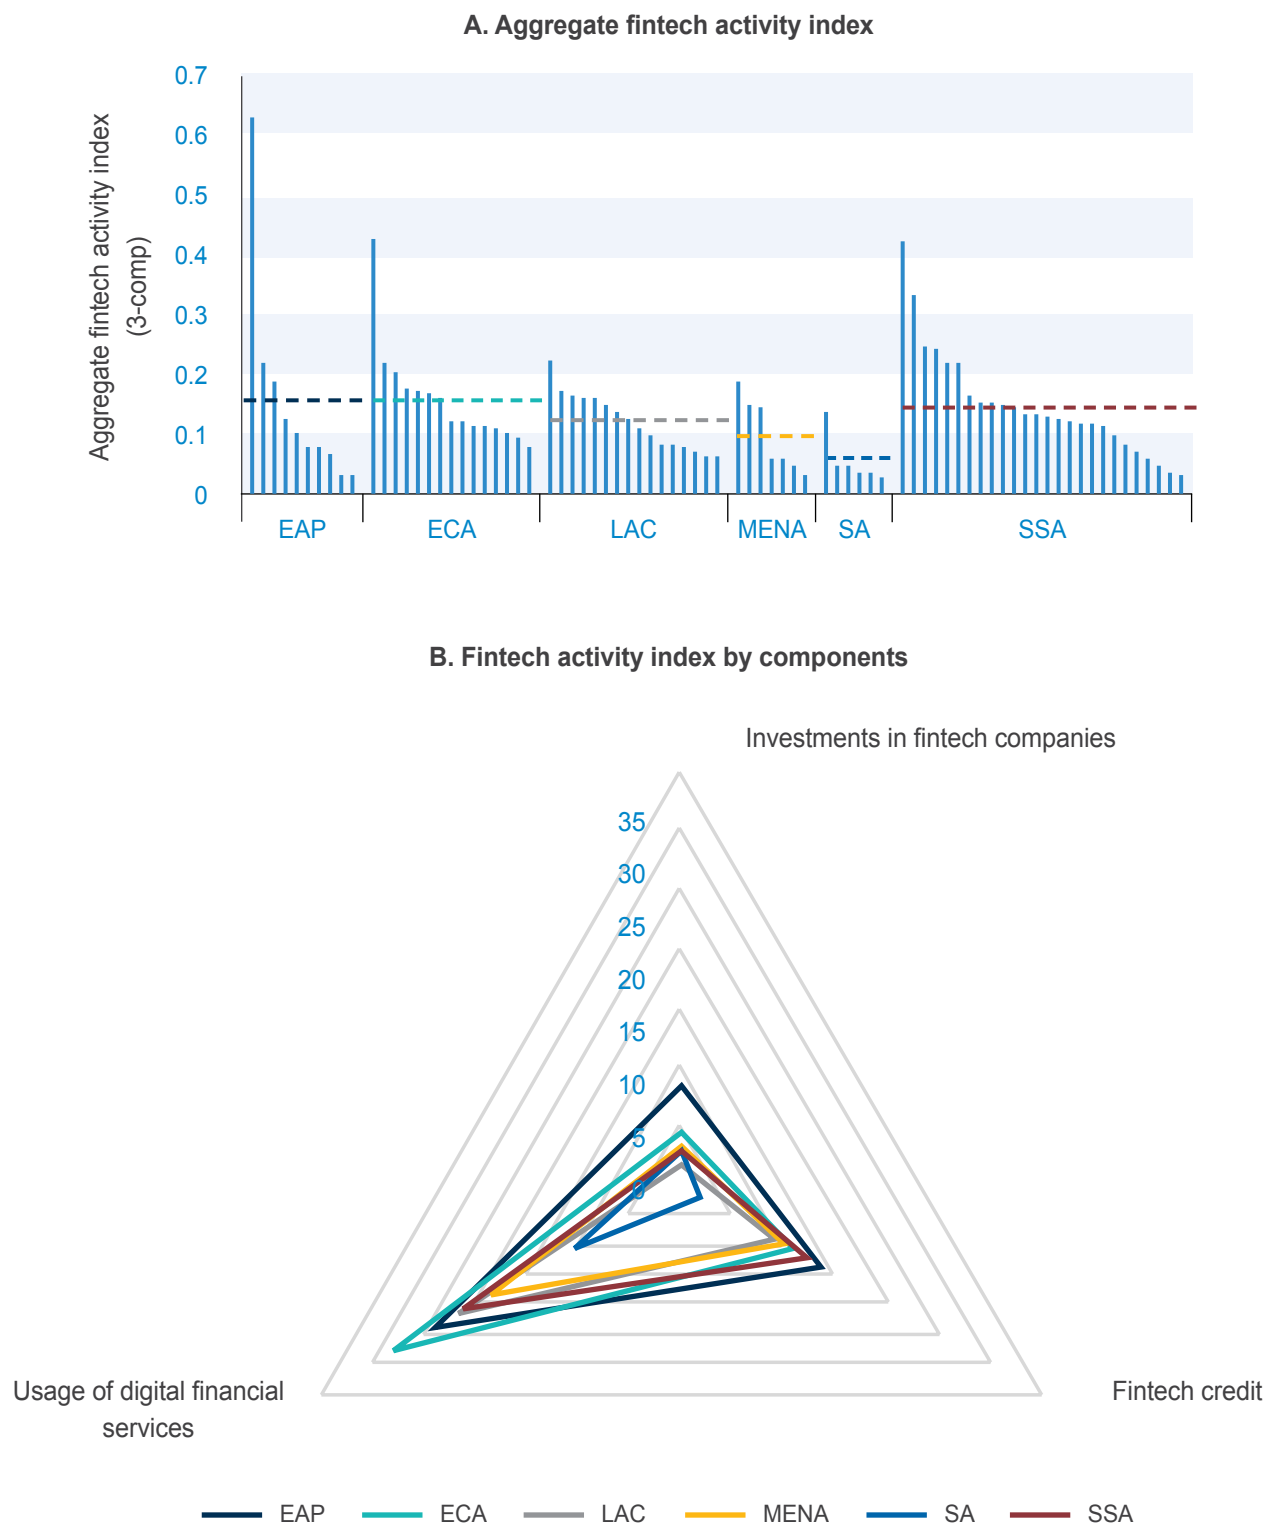 A. Aggregate fintech activity index
Aggregate fintech activity index
(3-comp)
0.7
0.6
0.5
0.4
0.3
0.2
0.1
0
EAP
ECA
LAC
MENA
SA
SSA
B. Fintech activity index by components
Investments in fintech companies
35
30
25
20
15
10
5
0
Usage of digital financial
services
Fintech credit
EAP
ECA
LAC
MENA
SA
SSA